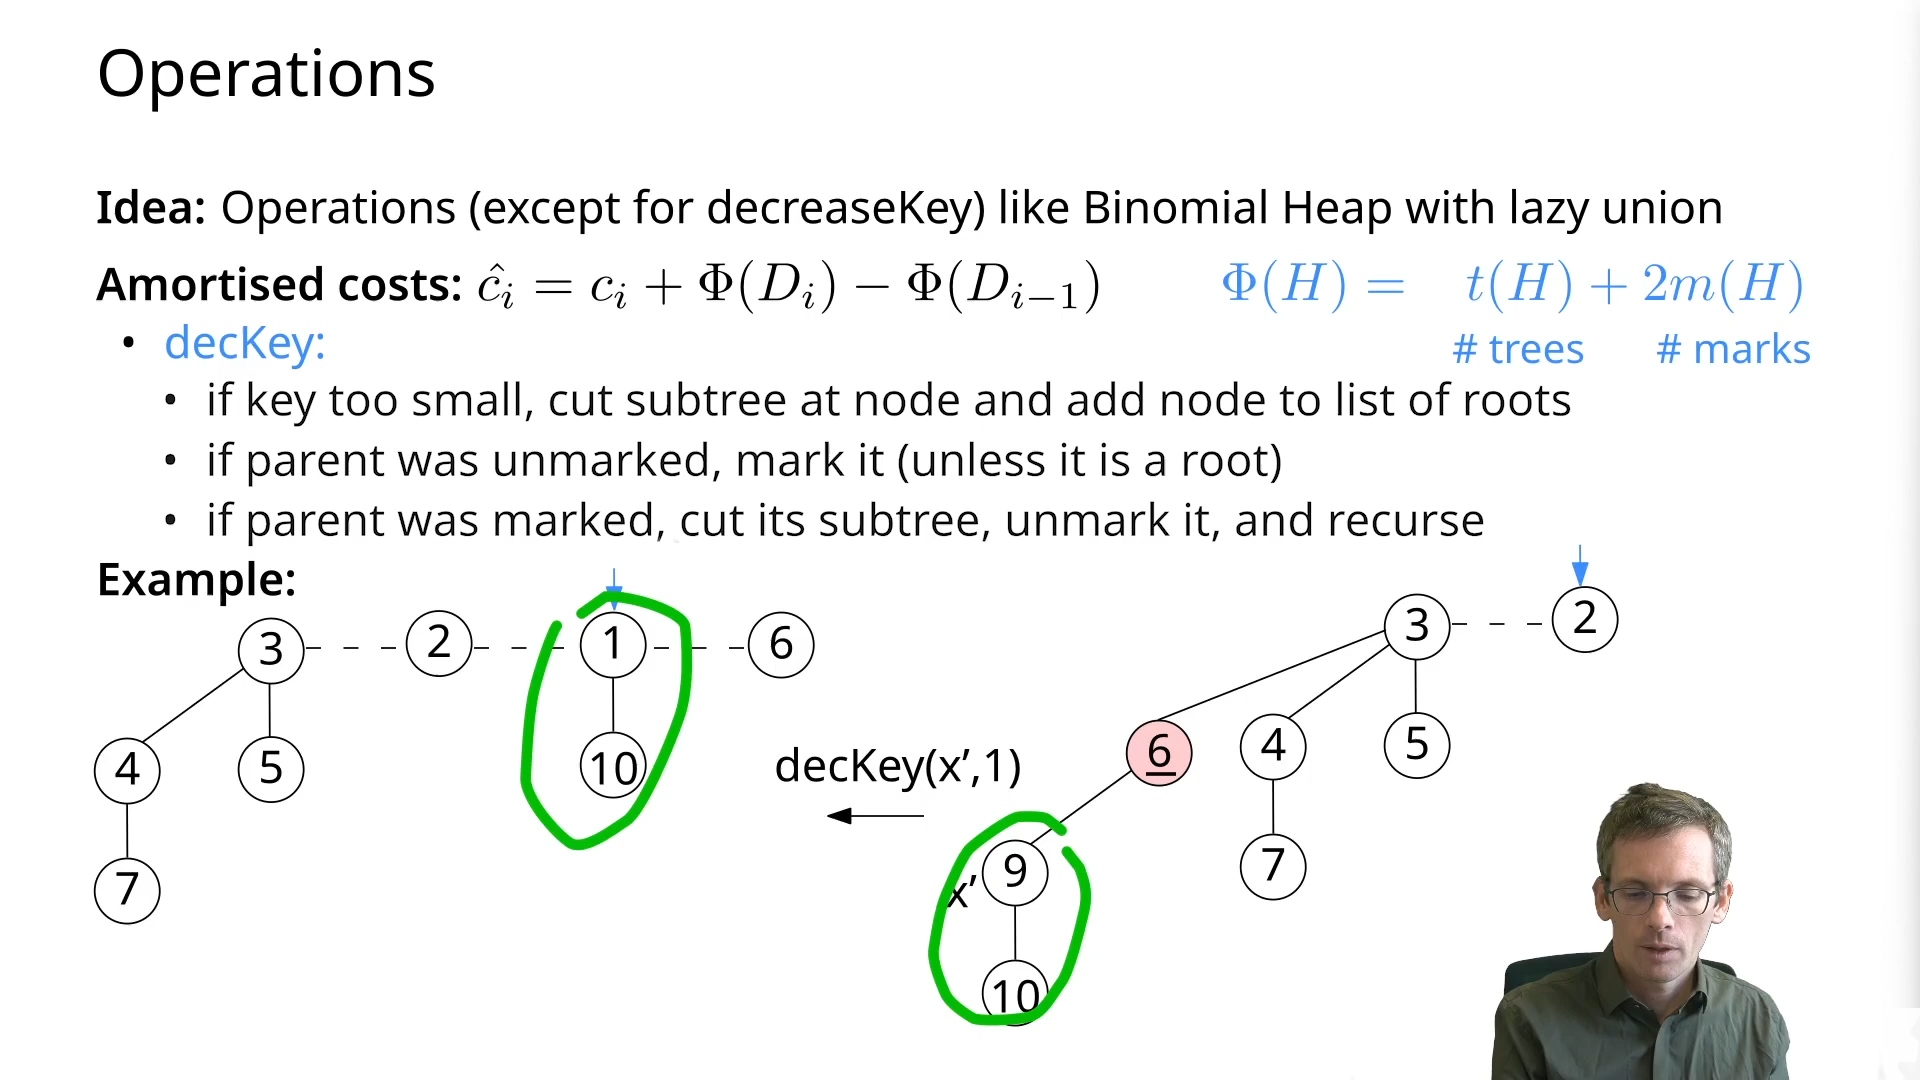 Operations
Idea: Operations (except for decreaseKey) like Binomial Heap with lazy union
Amortised costs: ĉᵢ = cᵢ + Φ(Dᵢ) − Φ(Dᵢ₋₁) Φ(H) = t(H) + 2m(H)
• decKey: # trees # marks
• if key too small, cut subtree at node and add node to list of roots
• if parent was unmarked, mark it (unless it is a root)
• if parent was marked, cut its subtree, unmark it, and recurse
Example:
3 2 1 6
4 5 10
7
decKey(x’,1)
3 2
6 4 5
x’ 9 7
10